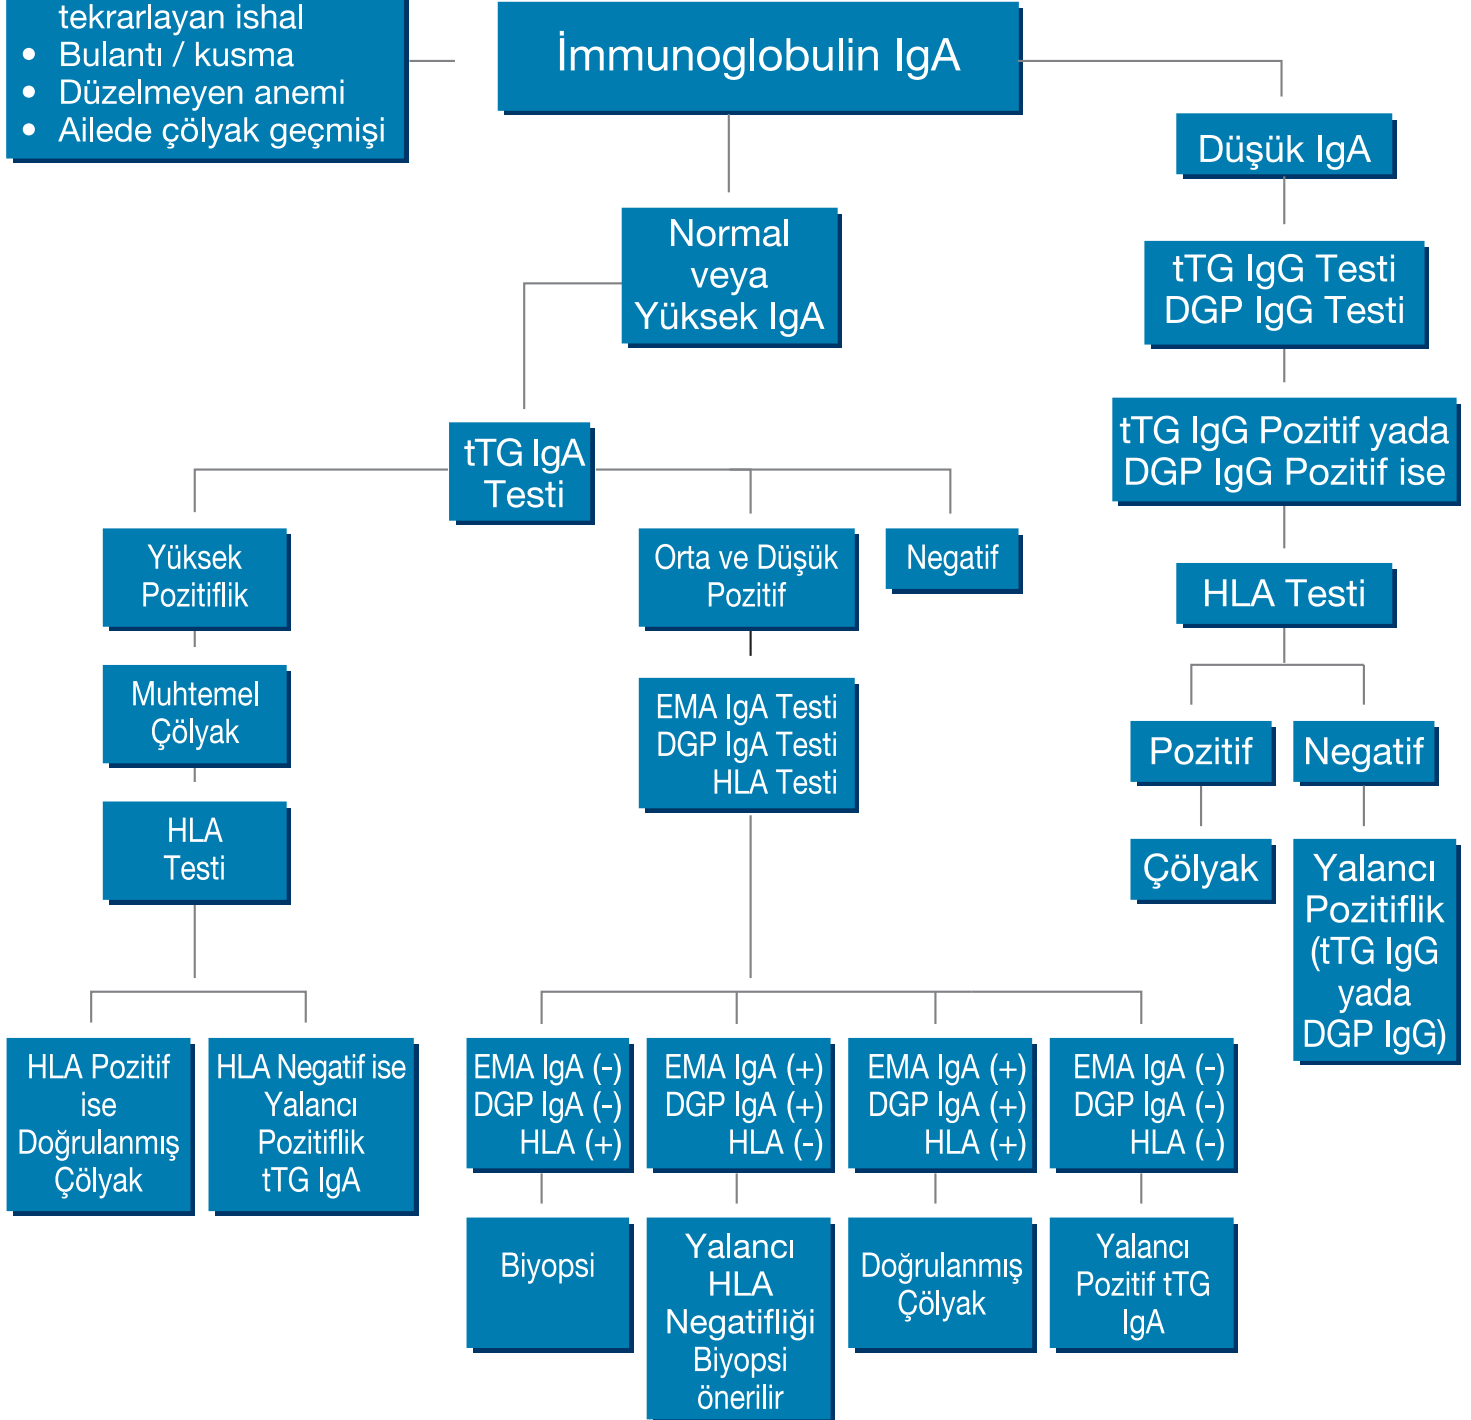 tekrarlayan ishal
• Bulantı / kusma
• Düzelmeyen anemi
• Ailede çölyak geçmişi
İmmunoglobulin IgA
Düşük IgA
Normal
veya
Yüksek IgA
tTG IgG Testi
DGP IgG Testi
tTG IgG Pozitif yada
DGP IgG Pozitif ise
tTG IgA
Testi
Yüksek
Pozitiflik
Orta ve Düşük
Pozitif
Negatif
HLA Testi
Muhtemel
Çölyak
EMA IgA Testi
DGP IgA Testi
HLA Testi
Pozitif
Negatif
HLA
Testi
Çölyak
Yalancı
Pozitiflik
(tTG IgG
yada
DGP IgG)
HLA Pozitif
ise
Doğrulanmış
Çölyak
HLA Negatif ise
Yalancı
Pozitiflik
tTG IgA
EMA IgA (-)
DGP IgA (-)
HLA (+)
EMA IgA (+)
DGP IgA (+)
HLA (-)
EMA IgA (+)
DGP IgA (+)
HLA (+)
EMA IgA (-)
DGP IgA (-)
HLA (-)
Biyopsi
Yalancı
HLA
Negatifliği
Biyopsi
önerilir
Doğrulanmış
Çölyak
Yalancı
Pozitif tTG
IgA